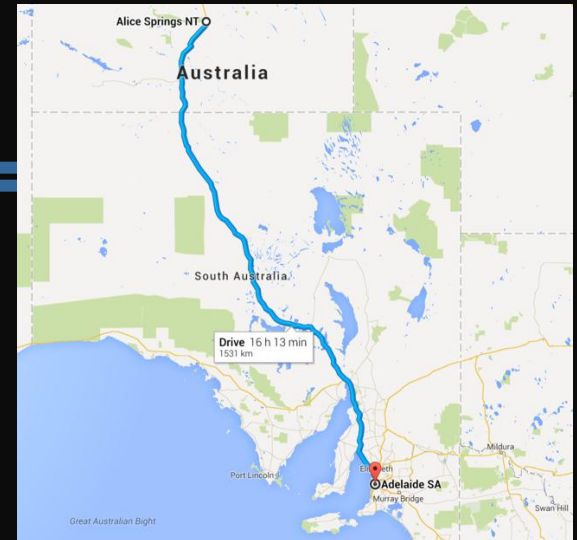 Alice Springs NT
Australia
South Australia
Drive 16 h 13 min
1531 km
Mildura
Port Lincoln
Adelaide SA
Murray Bridge
Swan Hill
Great Australian Bight